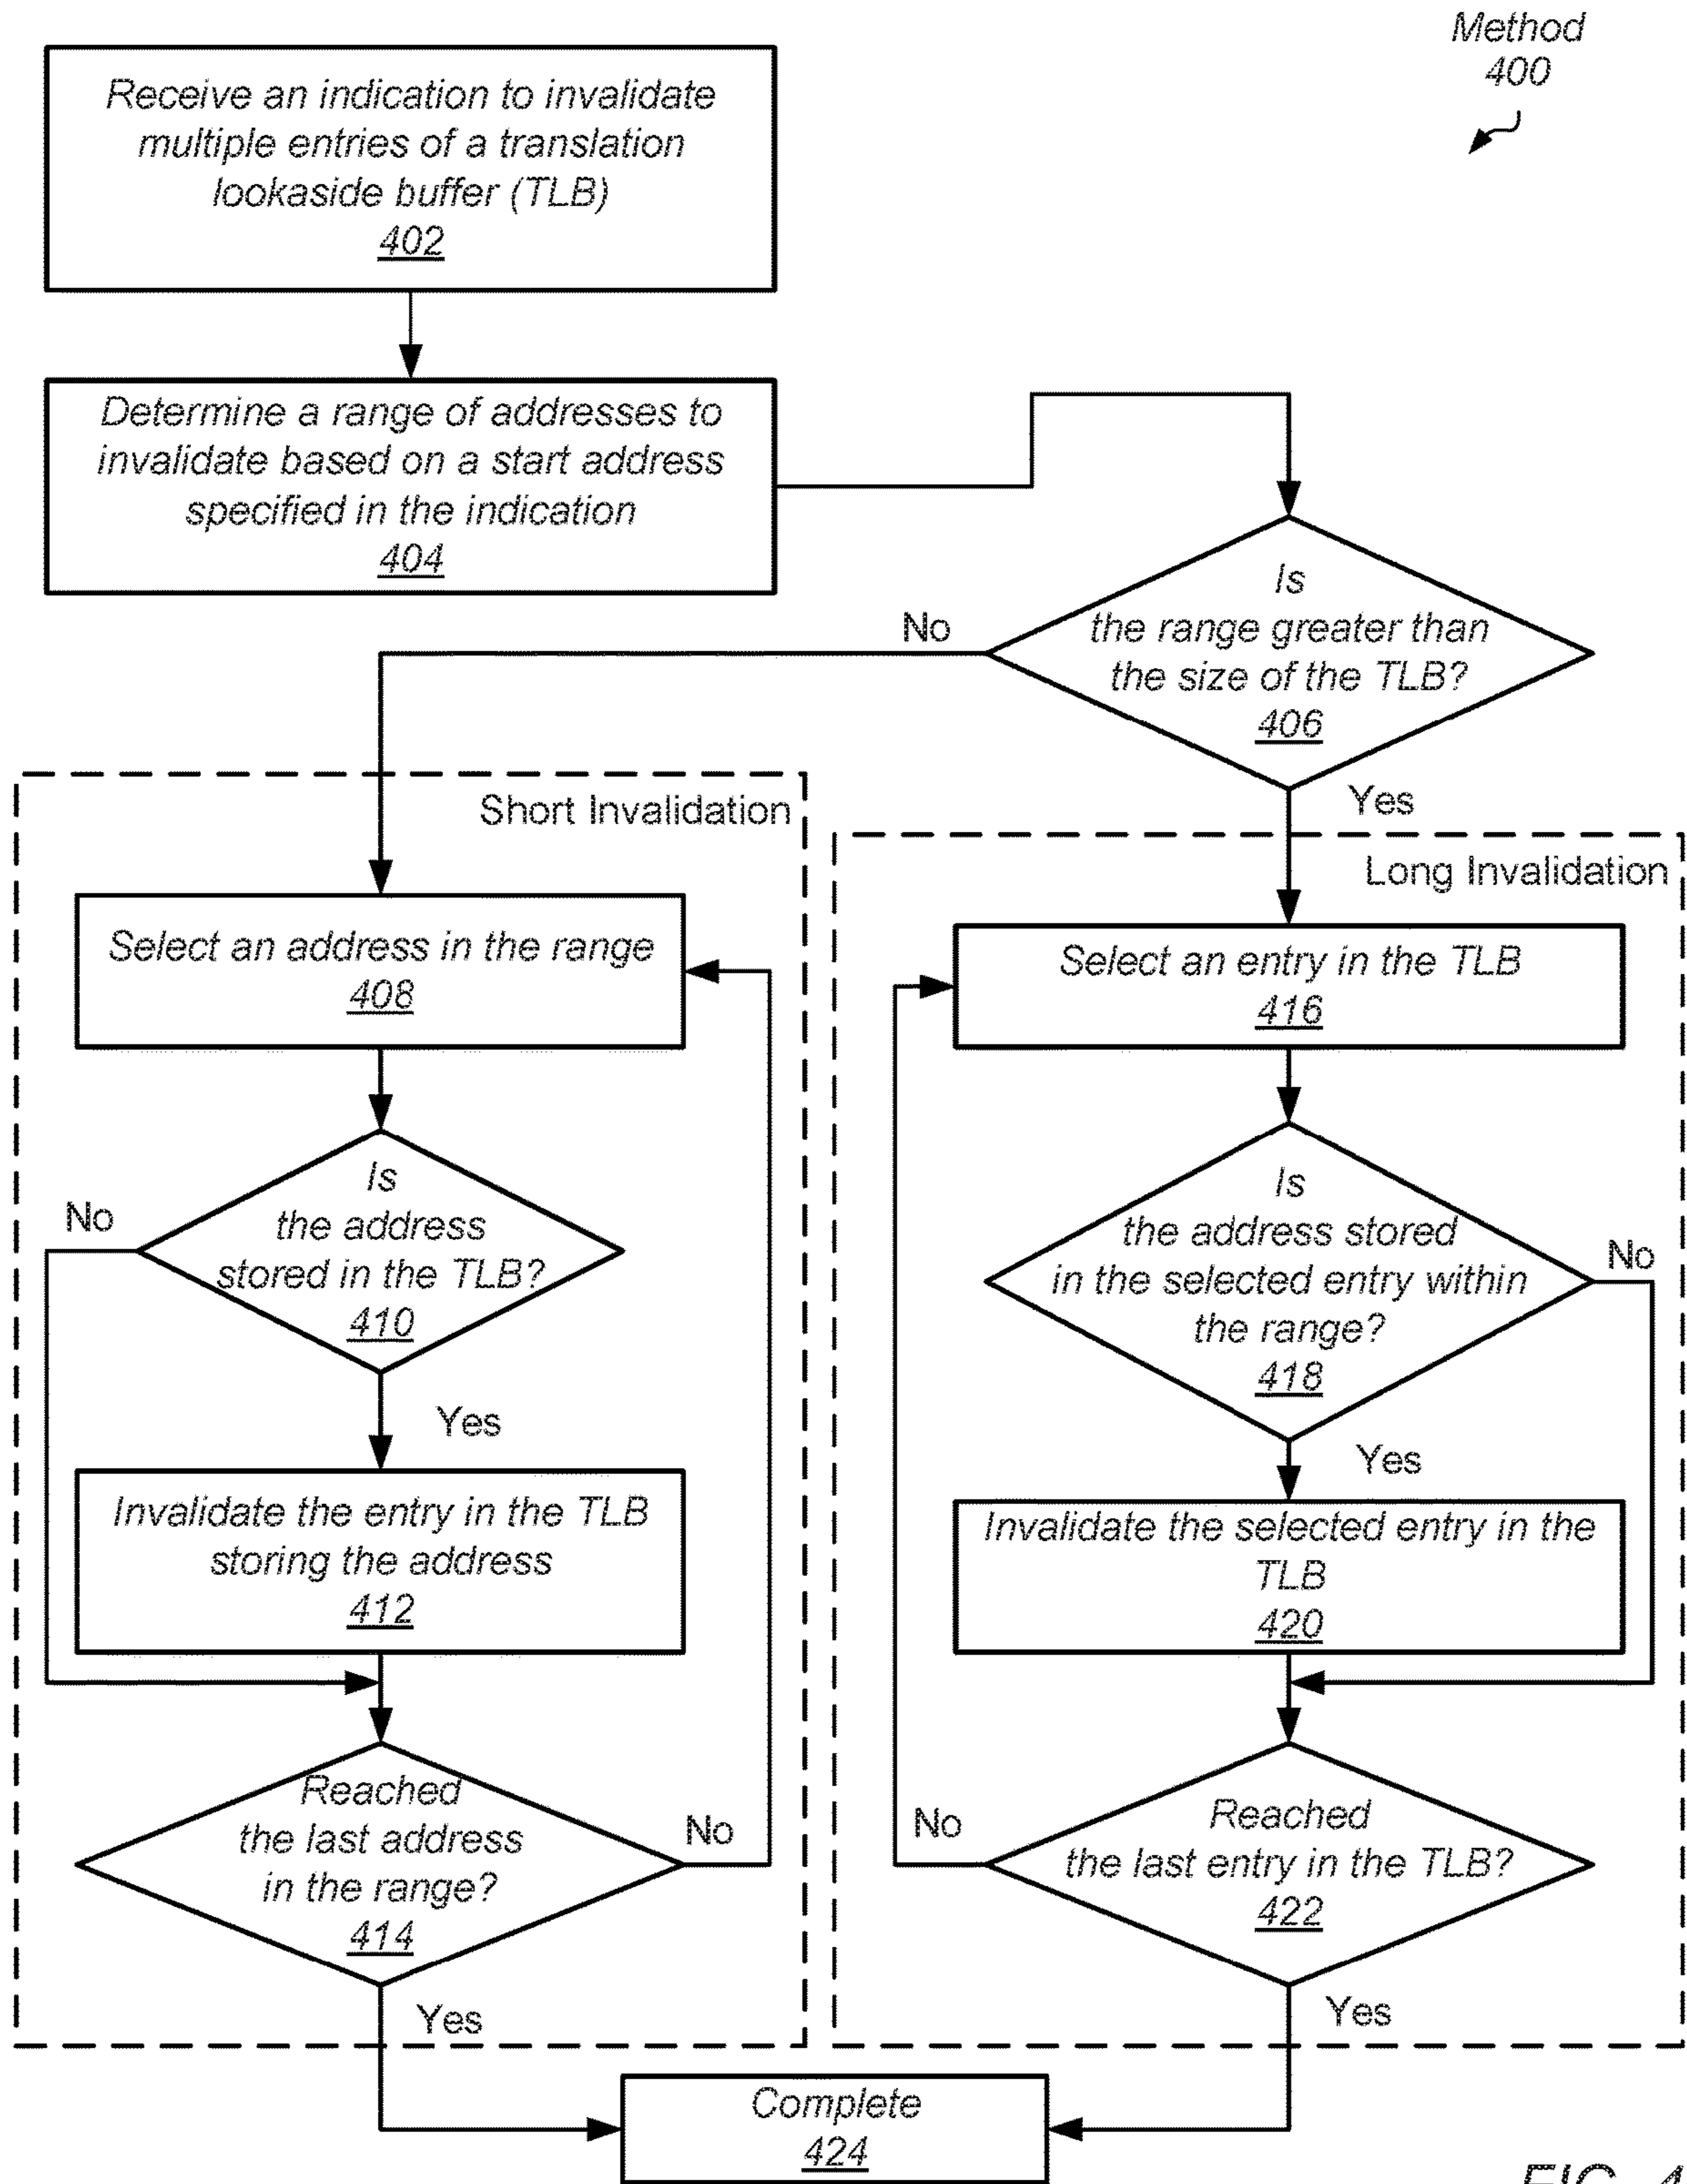 Method
400
Receive an indication to invalidate
multiple entries of a translation
lookaside buffer (TLB)
402
Determine a range of addresses to
invalidate based on a start address
specified in the indication
404
Is
the range greater than
the size of the TLB?
406
No
Yes
Short Invalidation
Select an address in the range
408
Is
the address
stored in the TLB?
410
No
Yes
Invalidate the entry in the TLB
storing the address
412
Reached
the last address
in the range?
414
No
Yes
Long Invalidation
Select an entry in the TLB
416
Is
the address stored
in the selected entry within
the range?
418
No
Yes
Invalidate the selected entry in the
TLB
420
Reached
the last entry in the TLB?
422
No
Yes
Complete
424
FIG. 4